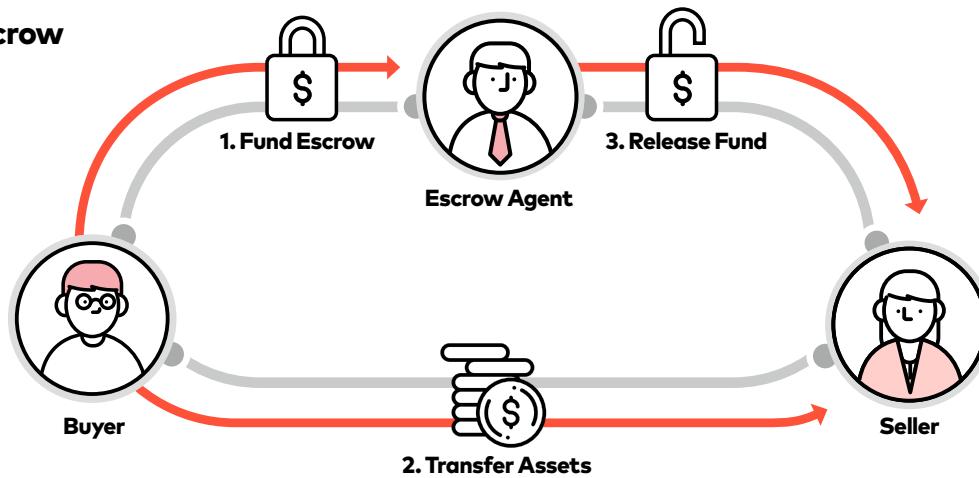 crow
$
$
1. Fund Escrow
3. Release Fund
Escrow Agent
$
Buyer
Seller
2. Transfer Assets